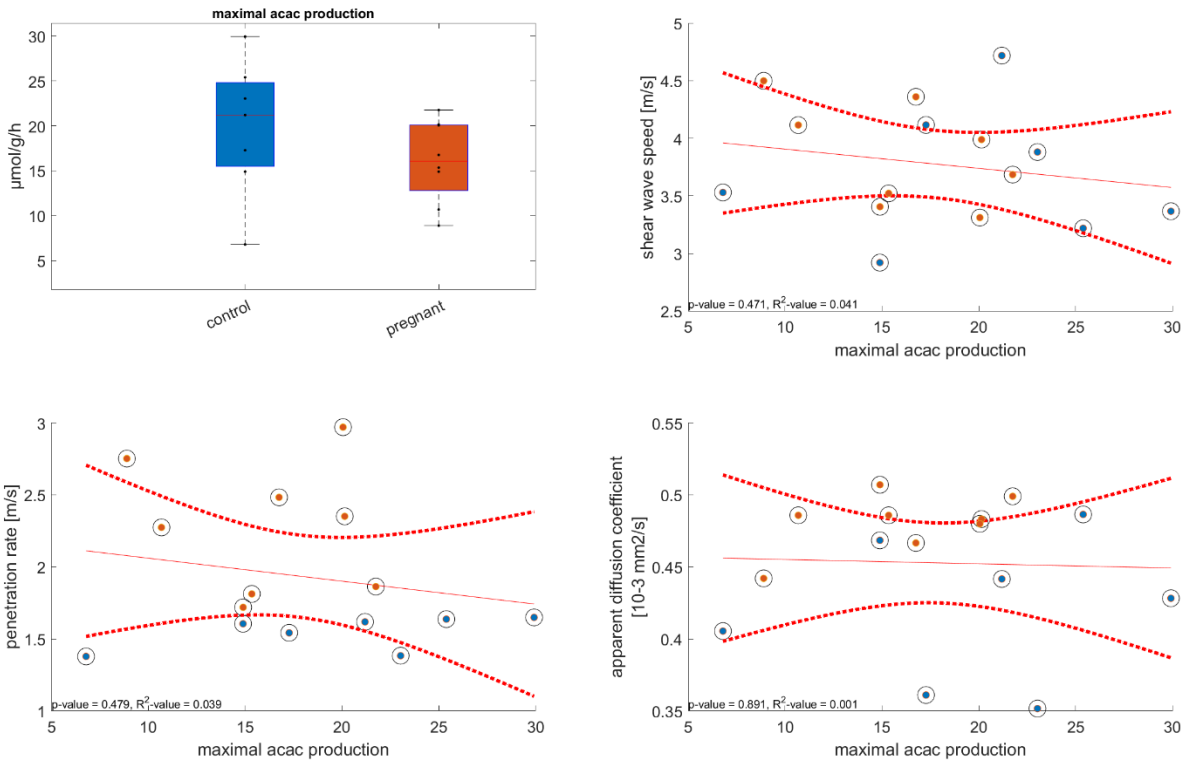 maximal acac production
30
25
20
15
10
5
µmol/g/h
control
pregnant
5
4.5
4
3.5
3
2.5
shear wave speed [m/s]
p-value = 0.471, R2-value = 0.041
5 10 15 20 25 30
maximal acac production
3
2.5
2
1.5
1
penetration rate [m/s]
p-value = 0.479, R2-value = 0.039
5 10 15 20 25 30
maximal acac production
0.55
0.5
0.45
0.4
0.35
apparent diffusion coefficient
[10-3 mm2/s]
p-value = 0.891, R2-value = 0.001
5 10 15 20 25 30
maximal acac production